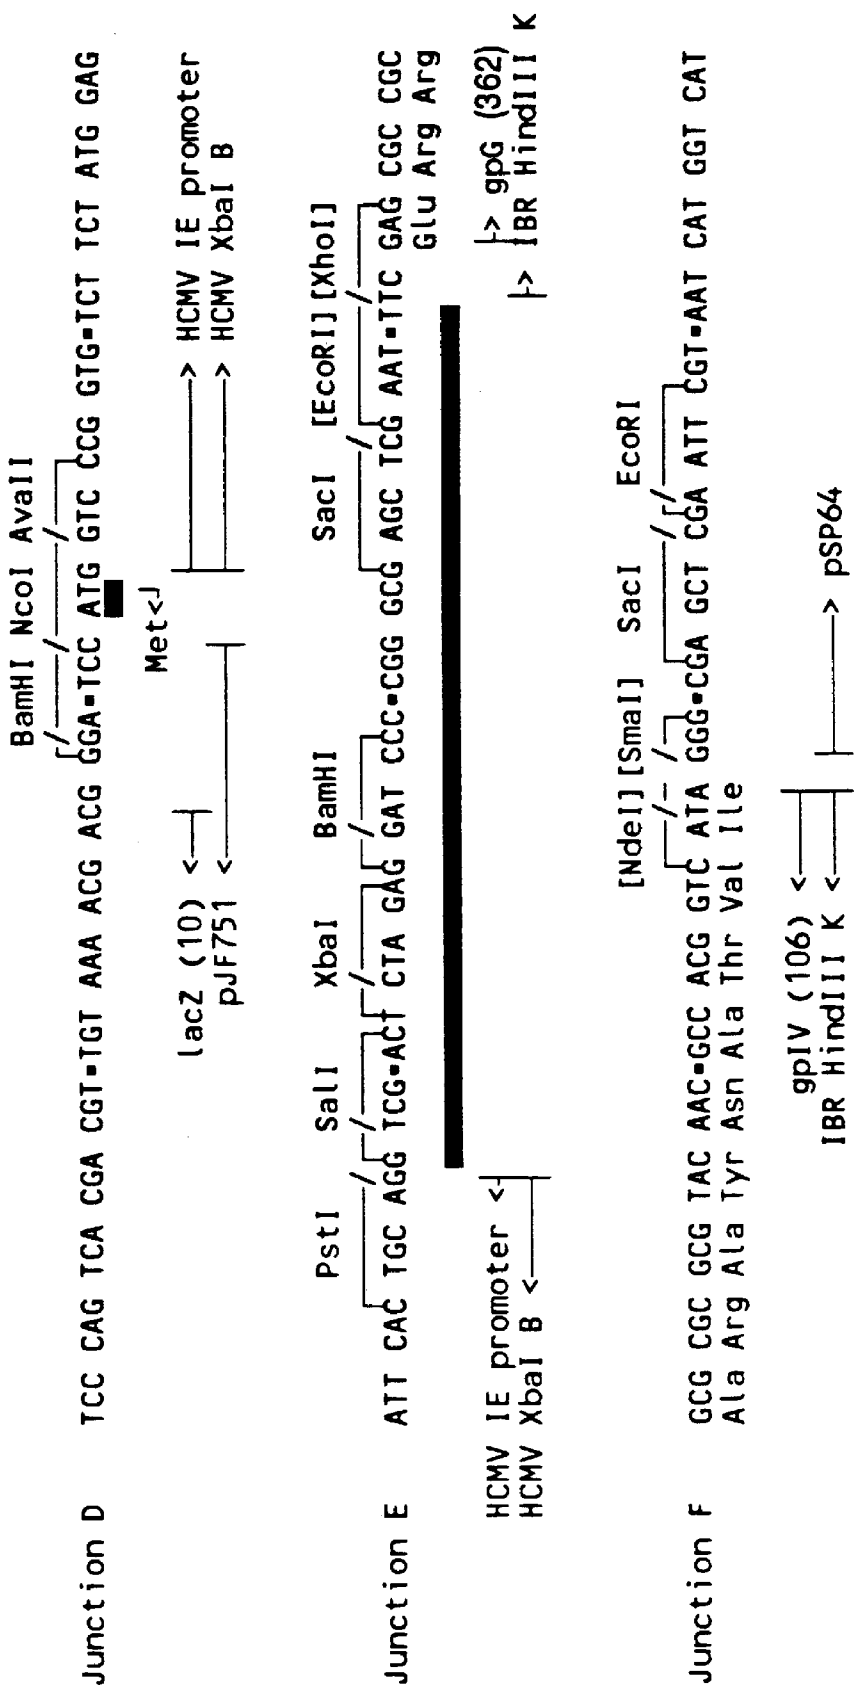 BamHI NcoI AvaII
Junction D TCC CAG TCA CGA CGT▪TGT AAA ACG ACG GGA▪TCC ATG GTC CCG GTG▪TCT TCT ATG GAG
Met<
lacZ (10) < > HCMV IE promoter
pJF751 < > HCMV XbaI B
PstI SalI XbaI BamHI SacI [EcoRI] [XhoI]
Junction E ATT CAC TGC AGG TCG▪ACT CTA GAG GAT CCC▪CGG GCG AGC TCG AAT▪TTC GAG CGC CGC
Glu Arg Arg
HCMV IE promoter < > gpG (362)
HCMV XbaI B < > IBR HindIII K
[NdeI] [SmaI] SacI EcoRI
Junction F GCG CGC GCG TAC AAC▪GCC ACG GTC ATA GGG▪CGA GCT CGA ATT CGT▪AAT CAT GGT CAT
Ala Arg Ala Tyr Asn Ala Thr Val Ile
gpIV (106) <
IBR HindIII K < > pSP64